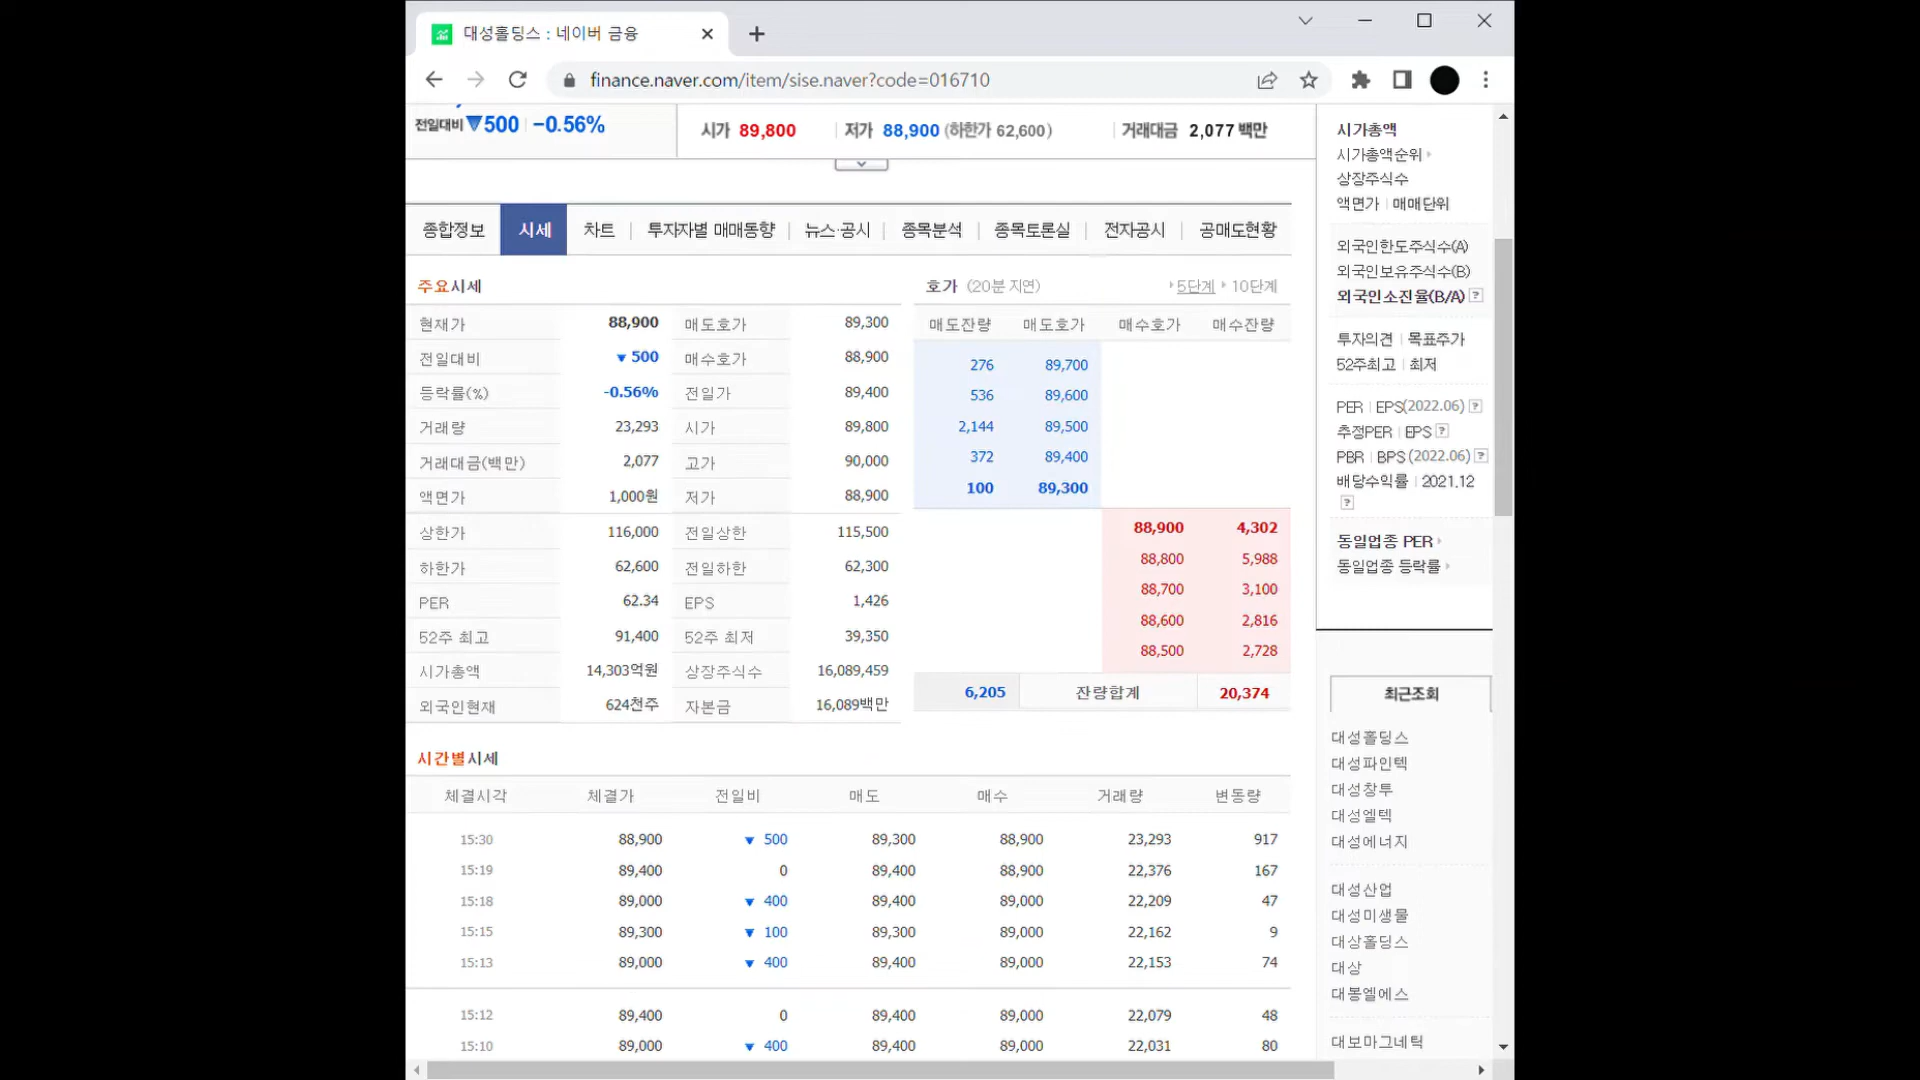 대성홀딩스 : 네이버 금융
finance.naver.com/item/sise.naver?code=016710
전일대비 ▼500 | -0.56%
시가 89,800 | 저가 88,900 (하한가 62,600) | 거래대금 2,077 백만
종합정보 시세 차트 | 투자자별 매매동향 | 뉴스·공시 | 종목분석 | 종목토론실 | 전자공시 | 공매도현황
주요시세
현재가 88,900 매도호가 89,300
전일대비 ▼ 500 매수호가 88,900
등락률(%) -0.56% 전일가 89,400
거래량 23,293 시가 89,800
거래대금(백만) 2,077 고가 90,000
액면가 1,000원 저가 88,900
상한가 116,000 전일상한 115,500
하한가 62,600 전일하한 62,300
PER 62.34 EPS 1,426
52주 최고 91,400 52주 최저 39,350
시가총액 14,303억원 상장주식수 16,089,459
외국인현재 624천주 자본금 16,089백만
호가 (20분 지연) 5단계 10단계
매도잔량 매도호가 매수호가 매수잔량
276 89,700
536 89,600
2,144 89,500
372 89,400
100 89,300
88,900 4,302
88,800 5,988
88,700 3,100
88,600 2,816
88,500 2,728
6,205 잔량합계 20,374
시간별시세
체결시각 체결가 전일비 매도 매수 거래량 변동량
15:30 88,900 ▼ 500 89,300 88,900 23,293 917
15:19 89,400 0 89,400 88,900 22,376 167
15:18 89,000 ▼ 400 89,400 89,000 22,209 47
15:15 89,300 ▼ 100 89,300 89,000 22,162 9
15:13 89,000 ▼ 400 89,400 89,000 22,153 74
15:12 89,400 0 89,400 89,000 22,079 48
15:10 89,000 ▼ 400 89,400 89,000 22,031 80
시가총액
시가총액순위
상장주식수
액면가 | 매매단위
외국인한도주식수(A)
외국인보유주식수(B)
외국인소진율(B/A) ?
투자의견 | 목표주가
52주최고 | 최저
PER | EPS(2022.06) ?
추정PER | EPS ?
PBR | BPS (2022.06) ?
배당수익률 | 2021.12
?
동일업종 PER
동일업종 등락률
최근조회
대성홀딩스
대성파인텍
대성창투
대성엘텍
대성에너지
대성산업
대성미생물
대상홀딩스
대상
대봉엘에스
대보마그네틱